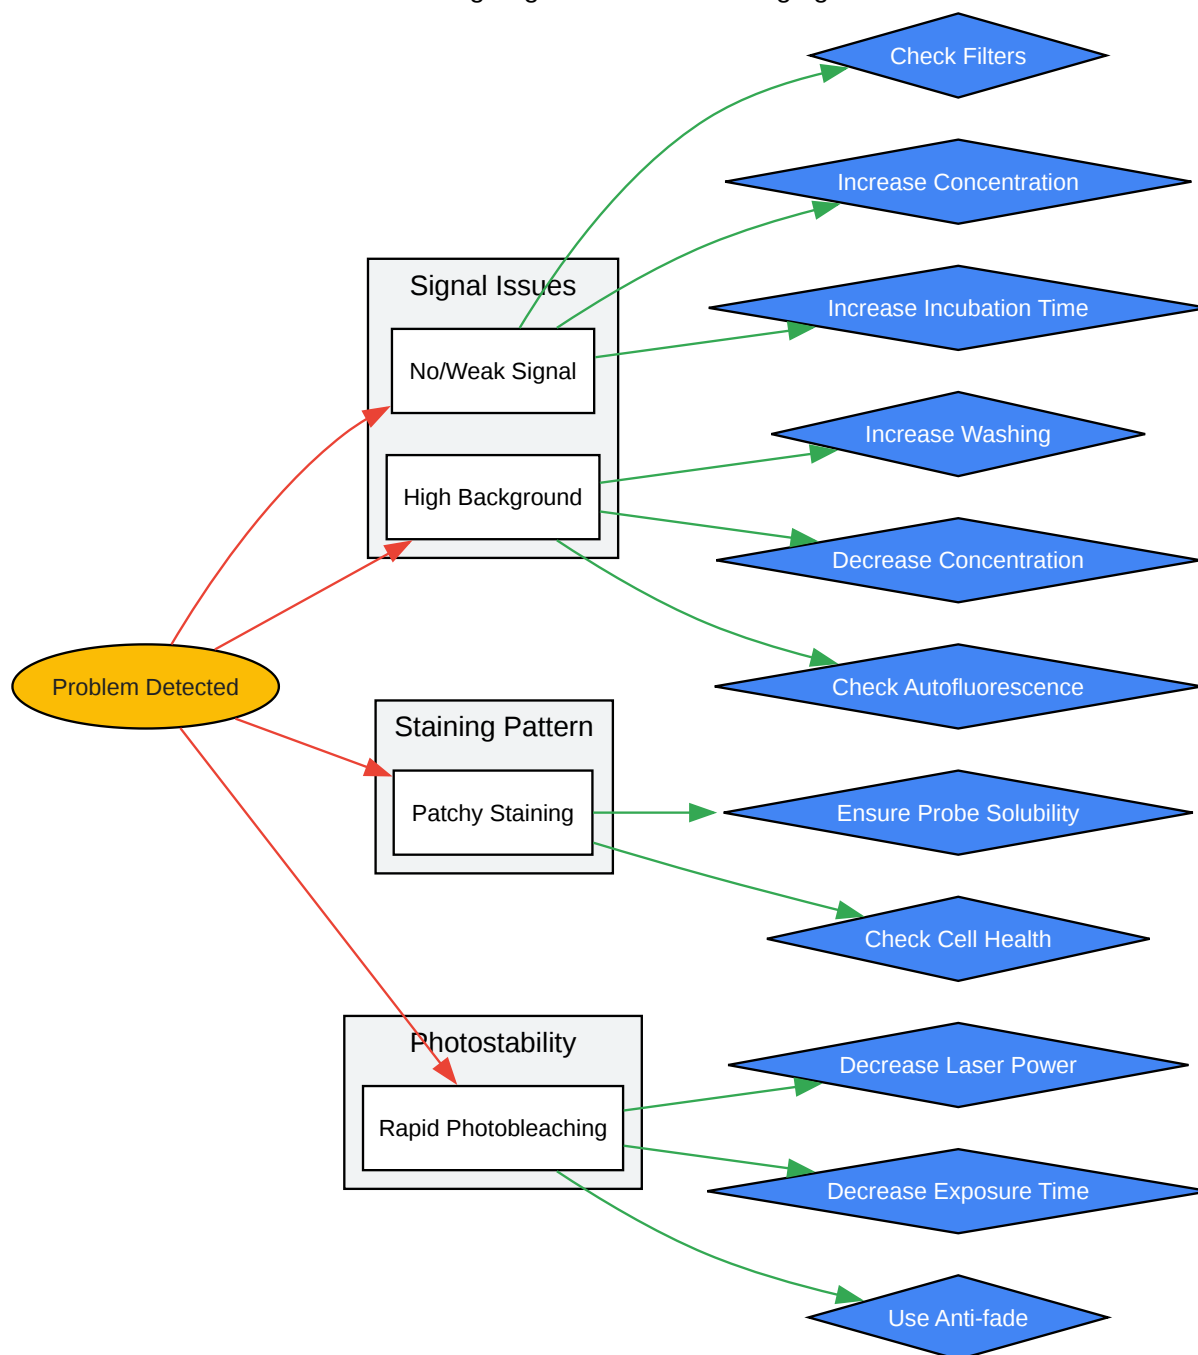 Check Filters
Increase Concentration
Signal Issues
Increase Incubation Time
No/Weak Signal
Increase Washing
High Background
Decrease Concentration
Problem Detected
Check Autofluorescence
Staining Pattern
Patchy Staining
Ensure Probe Solubility
Check Cell Health
Photostability
Decrease Laser Power
Rapid Photobleaching
Decrease Exposure Time
Use Anti-fade